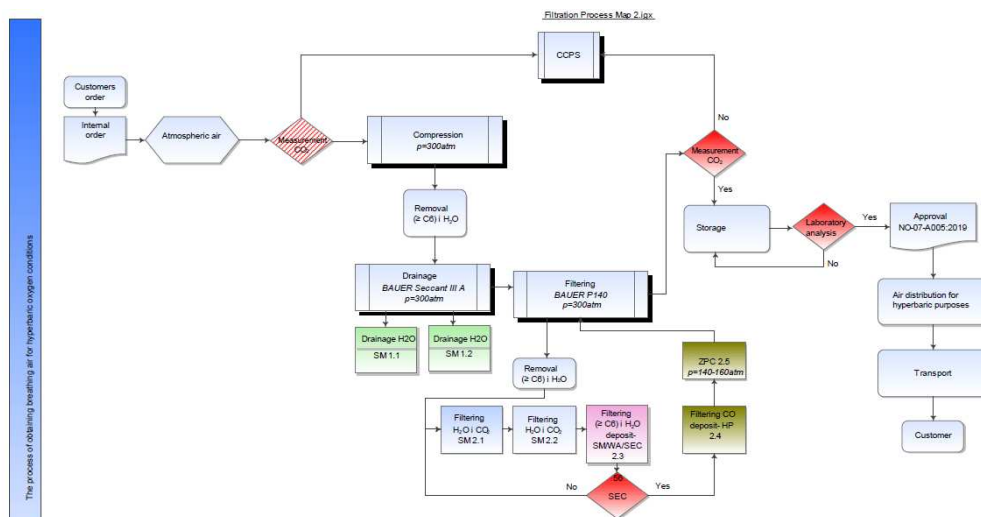 Filtration Process Map 2.igx
The process of obtaining breathing air for hyperbaric oxygen conditions
Customers
order
Internal
order
Atmospheric air
Measurement
CO₂
CCPS
Compression
p=300atm
Removal
(≥ C6) i H₂O
Drainage
BAUER Seccant III A
p=300atm
Drainage H2O
SM 1.1
Drainage H2O
SM 1.2
Filtering
BAUER P140
p=300atm
Removal
(≥ C6) i H₂O
Filtering
H₂O i CO₂
SM 2.1
Filtering
H₂O i CO₂
SM 2.2
Filtering
(≥ C6) i H₂O
deposit-
SM/WA/SEC
2.3
SEC
No
Yes
Filtering CO
deposit- HP
2.4
ZPC 2.5
p=140-160atm
No
Measurement
CO₂
Yes
Storage
Laboratory
analysis
Yes
No
Approval
NO-07-A005:2019
Air distribution for
hyperbaric purposes
Transport
Customer